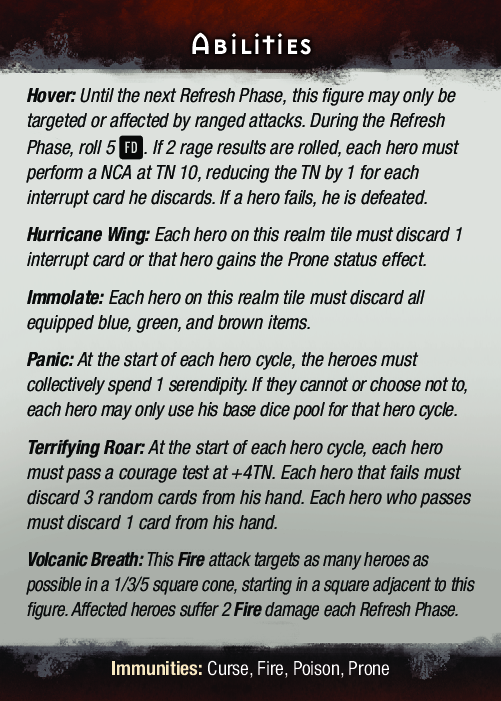 Abilities
Hover: Until the next Refresh Phase, this figure may only be
targeted or affected by ranged attacks. During the Refresh
Phase, roll 5 FD. If 2 rage results are rolled, each hero must
perform a NCA at TN 10, reducing the TN by 1 for each
interrupt card he discards. If a hero fails, he is defeated.
Hurricane Wing: Each hero on this realm tile must discard 1
interrupt card or that hero gains the Prone status effect.
Immolate: Each hero on this realm tile must discard all
equipped blue, green, and brown items.
Panic: At the start of each hero cycle, the heroes must
collectively spend 1 serendipity. If they cannot or choose not to,
each hero may only use his base dice pool for that hero cycle.
Terrifying Roar: At the start of each hero cycle, each hero
must pass a courage test at +4TN. Each hero that fails must
discard 3 random cards from his hand. Each hero who passes
must discard 1 card from his hand.
Volcanic Breath: This Fire attack targets as many heroes as
possible in a 1/3/5 square cone, starting in a square adjacent to this
figure. Affected heroes suffer 2 Fire damage each Refresh Phase.
Immunities: Curse, Fire, Poison, Prone